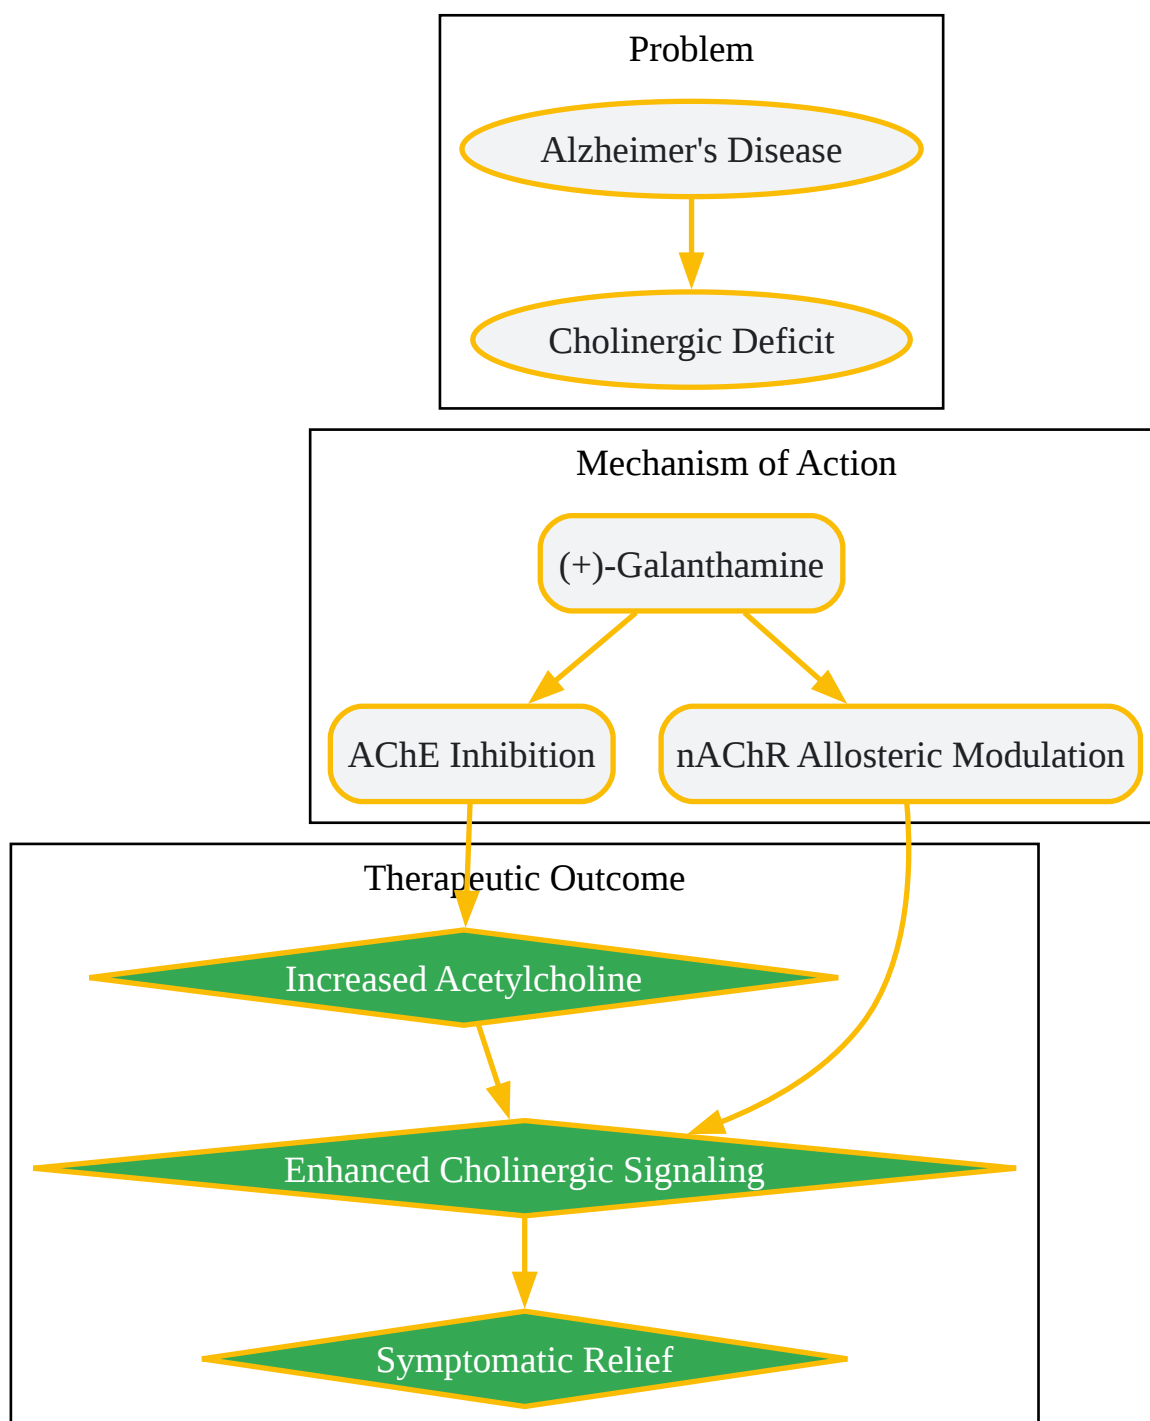 Problem
Alzheimer's Disease
Cholinergic Deficit
Mechanism of Action
(+)-Galanthamine
AChE Inhibition
nAChR Allosteric Modulation
Therapeutic Outcome
Increased Acetylcholine
Enhanced Cholinergic Signaling
Symptomatic Relief